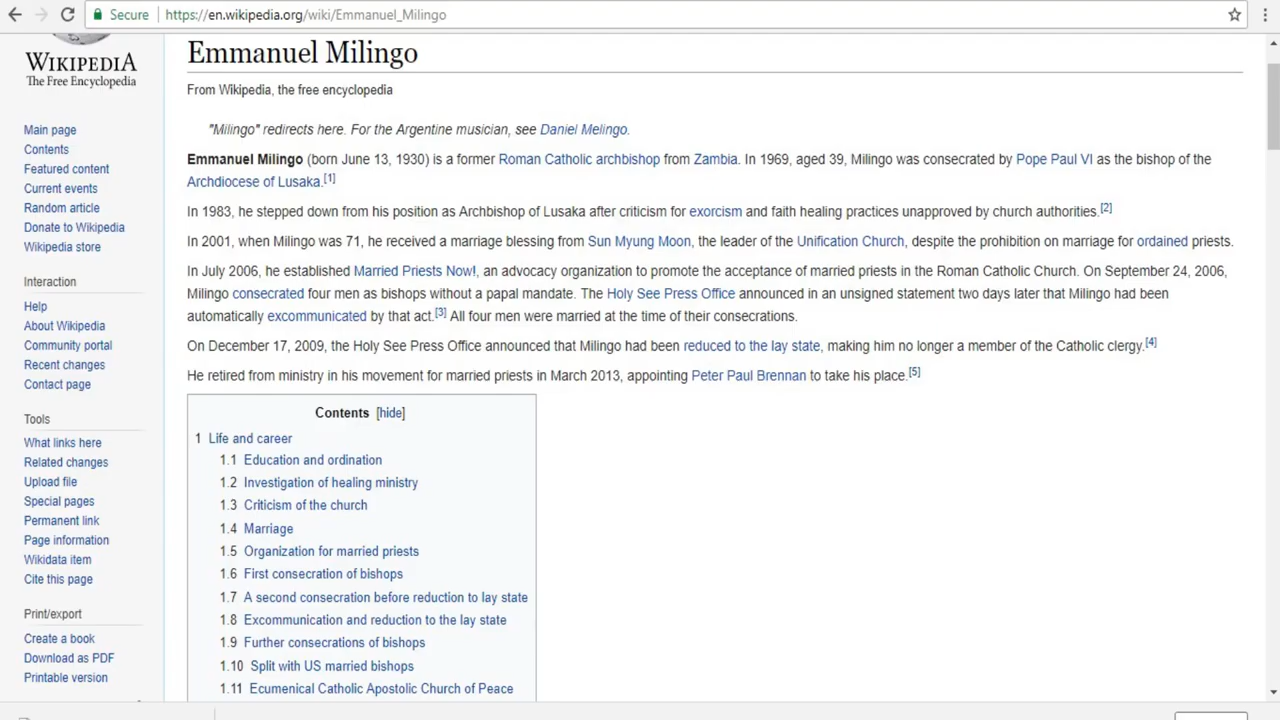 Secure https://en.wikipedia.org/wiki/Emmanuel_Milingo
WIKIPEDIA
The Free Encyclopedia
Main page
Contents
Featured content
Current events
Random article
Donate to Wikipedia
Wikipedia store
Interaction
Help
About Wikipedia
Community portal
Recent changes
Contact page
Tools
What links here
Related changes
Upload file
Special pages
Permanent link
Page information
Wikidata item
Cite this page
Print/export
Create a book
Download as PDF
Printable version
Emmanuel Milingo
From Wikipedia, the free encyclopedia
"Milingo" redirects here. For the Argentine musician, see Daniel Melingo.
Emmanuel Milingo (born June 13, 1930) is a former Roman Catholic archbishop from Zambia. In 1969, aged 39, Milingo was consecrated by Pope Paul VI as the bishop of the
Archdiocese of Lusaka.[1]
In 1983, he stepped down from his position as Archbishop of Lusaka after criticism for exorcism and faith healing practices unapproved by church authorities.[2]
In 2001, when Milingo was 71, he received a marriage blessing from Sun Myung Moon, the leader of the Unification Church, despite the prohibition on marriage for ordained priests.
In July 2006, he established Married Priests Now!, an advocacy organization to promote the acceptance of married priests in the Roman Catholic Church. On September 24, 2006,
Milingo consecrated four men as bishops without a papal mandate. The Holy See Press Office announced in an unsigned statement two days later that Milingo had been
automatically excommunicated by that act.[3] All four men were married at the time of their consecrations.
On December 17, 2009, the Holy See Press Office announced that Milingo had been reduced to the lay state, making him no longer a member of the Catholic clergy.[4]
He retired from ministry in his movement for married priests in March 2013, appointing Peter Paul Brennan to take his place.[5]
Contents [hide]
1 Life and career
1.1 Education and ordination
1.2 Investigation of healing ministry
1.3 Criticism of the church
1.4 Marriage
1.5 Organization for married priests
1.6 First consecration of bishops
1.7 A second consecration before reduction to lay state
1.8 Excommunication and reduction to the lay state
1.9 Further consecrations of bishops
1.10 Split with US married bishops
1.11 Ecumenical Catholic Apostolic Church of Peace